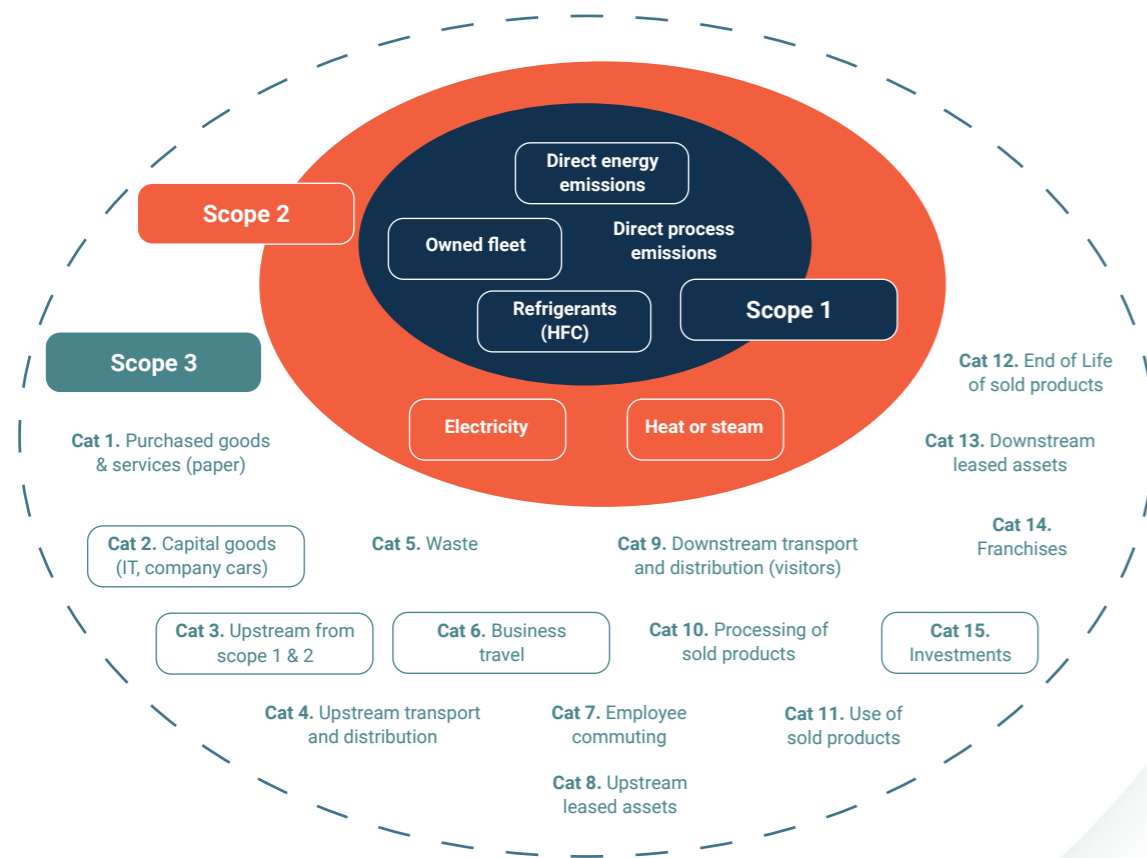 Direct energy
emissions
Scope 2
Owned fleet
Direct process
emissions
Refrigerants
(HFC)
Scope 1
Scope 3
Electricity
Heat or steam
Cat 12. End of Life
of sold products
Cat 1. Purchased goods
& services (paper)
Cat 13. Downstream
leased assets
Cat 2. Capital goods
(IT, company cars)
Cat 5. Waste
Cat 9. Downstream transport
and distribution (visitors)
Cat 14.
Franchises
Cat 3. Upstream from
scope 1 & 2
Cat 6. Business
travel
Cat 10. Processing of
sold products
Cat 15.
Investments
Cat 4. Upstream transport
and distribution
Cat 7. Employee
commuting
Cat 11. Use of
sold products
Cat 8. Upstream
leased assets